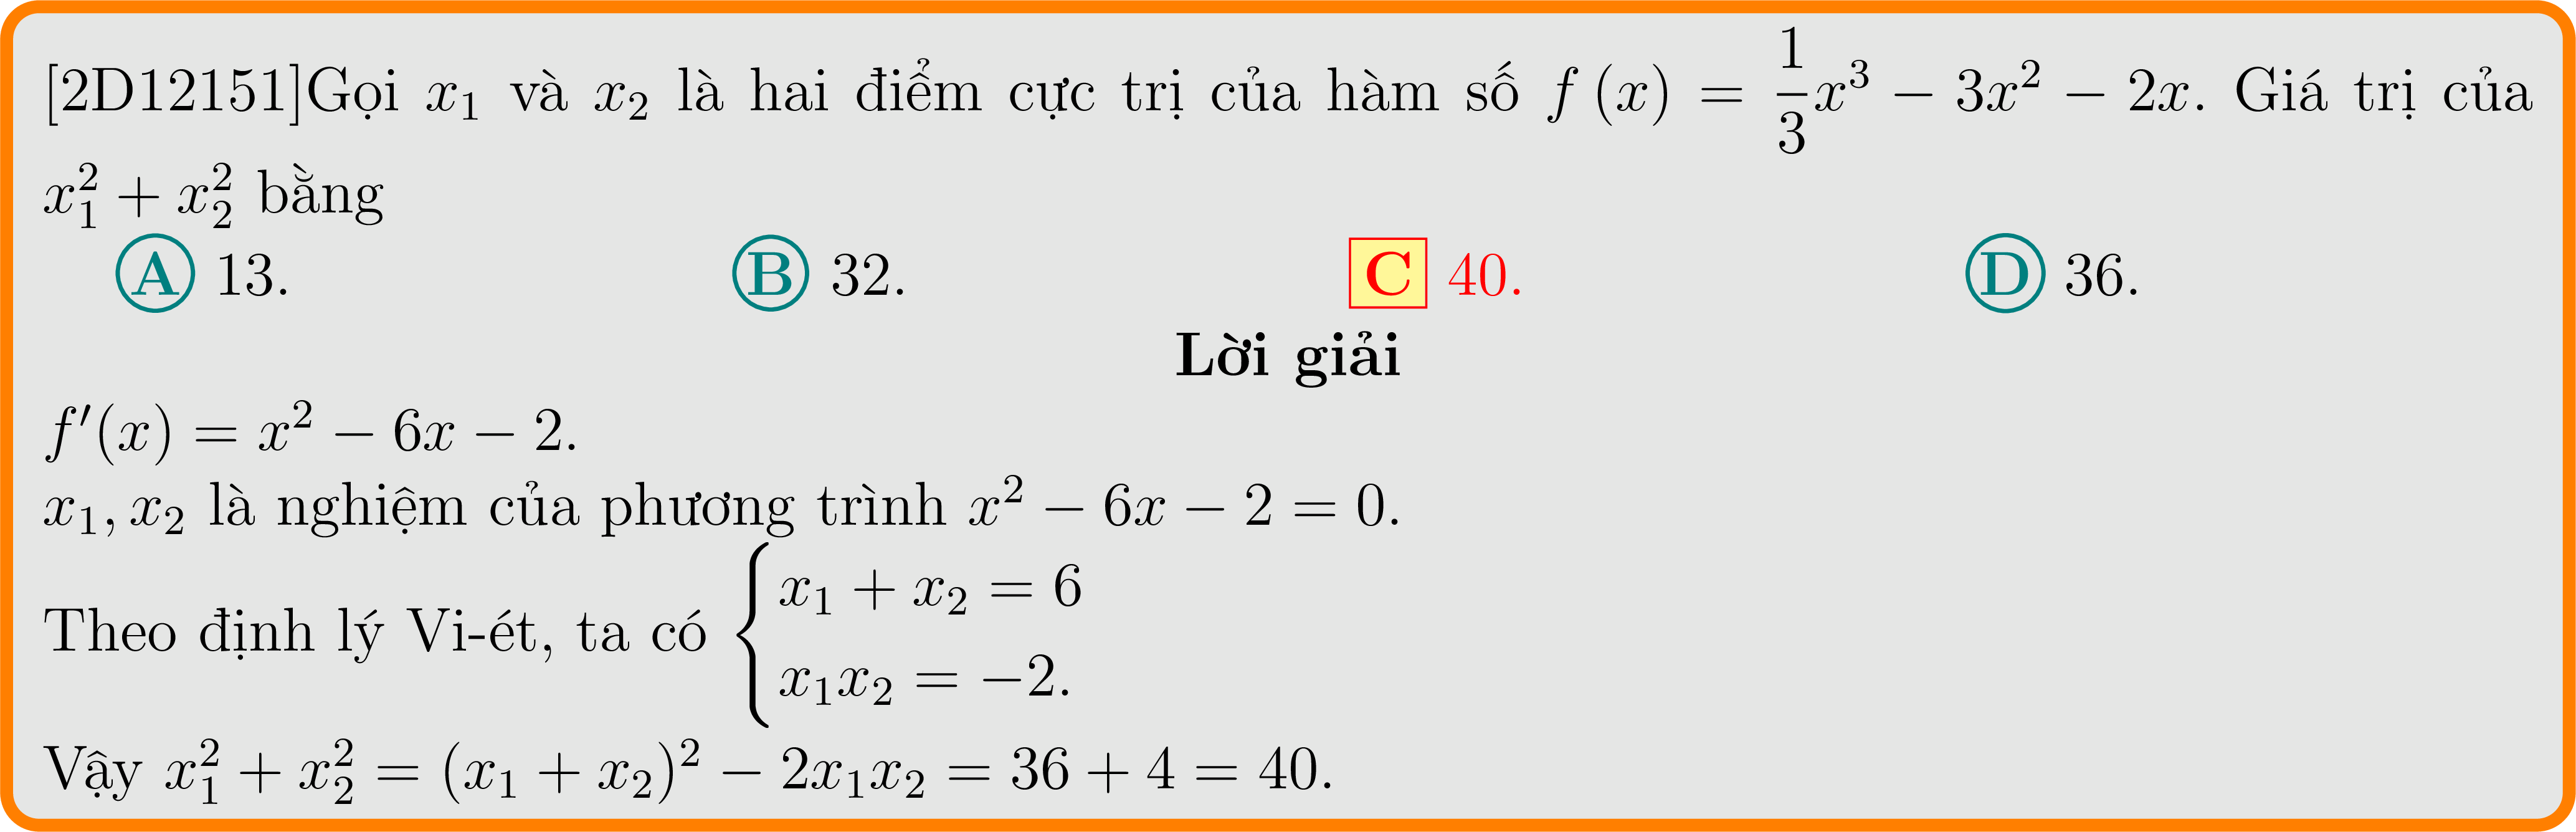 [2D12151]Gọi $x_1$ và $x_2$ là hai điểm cực trị của hàm số $f(x) = \dfrac{1}{3}x^3 - 3x^2 - 2x$. Giá trị của
$x_1^2 + x_2^2$ bằng
A 13. B 32. C 40. D 36.
Lời giải
$f'(x) = x^2 - 6x - 2.$
$x_1, x_2$ là nghiệm của phương trình $x^2 - 6x - 2 = 0.$
Theo định lý Vi-ét, ta có $\begin{cases} x_1 + x_2 = 6 \\ x_1x_2 = -2. \end{cases}$
Vậy $x_1^2 + x_2^2 = (x_1 + x_2)^2 - 2x_1x_2 = 36 + 4 = 40.$